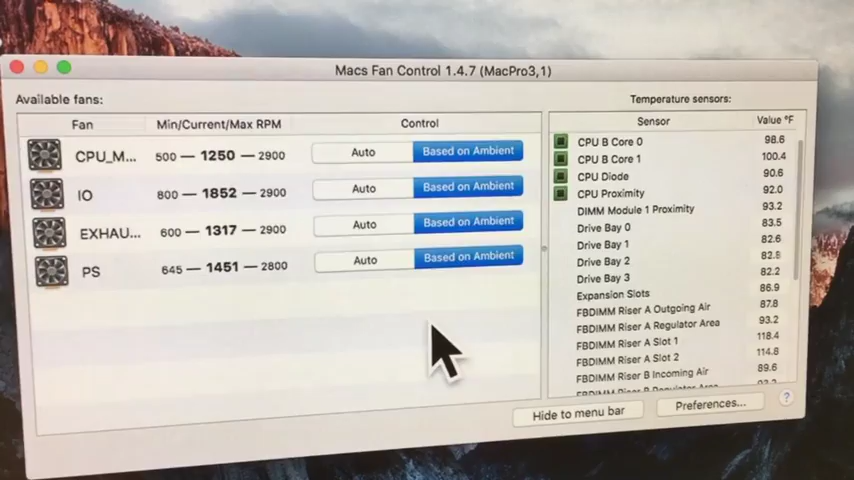 Macs Fan Control 1.4.7 (MacPro3,1)
Available fans:
Temperature sensors:
Fan Min/Current/Max RPM Control
Sensor Value °F
CPU_M... 500 — 1250 — 2900 Auto Based on Ambient
IO 800 — 1852 — 2900 Auto Based on Ambient
EXHAU... 600 — 1317 — 2900 Auto Based on Ambient
PS 645 — 1451 — 2800 Auto Based on Ambient
CPU B Core 0 98.6
CPU B Core 1 100.4
CPU Diode 90.6
CPU Proximity 92.0
DIMM Module 1 Proximity 93.2
Drive Bay 0 83.5
Drive Bay 1 82.6
Drive Bay 2 82.8
Drive Bay 3 82.2
Expansion Slots 86.9
FBDIMM Riser A Outgoing Air 87.8
FBDIMM Riser A Regulator Area 93.2
FBDIMM Riser A Slot 1 118.4
FBDIMM Riser A Slot 2 114.8
FBDIMM Riser B Incoming Air 89.6
FBDIMM Riser B Regulator Area
Hide to menu bar Preferences... ?